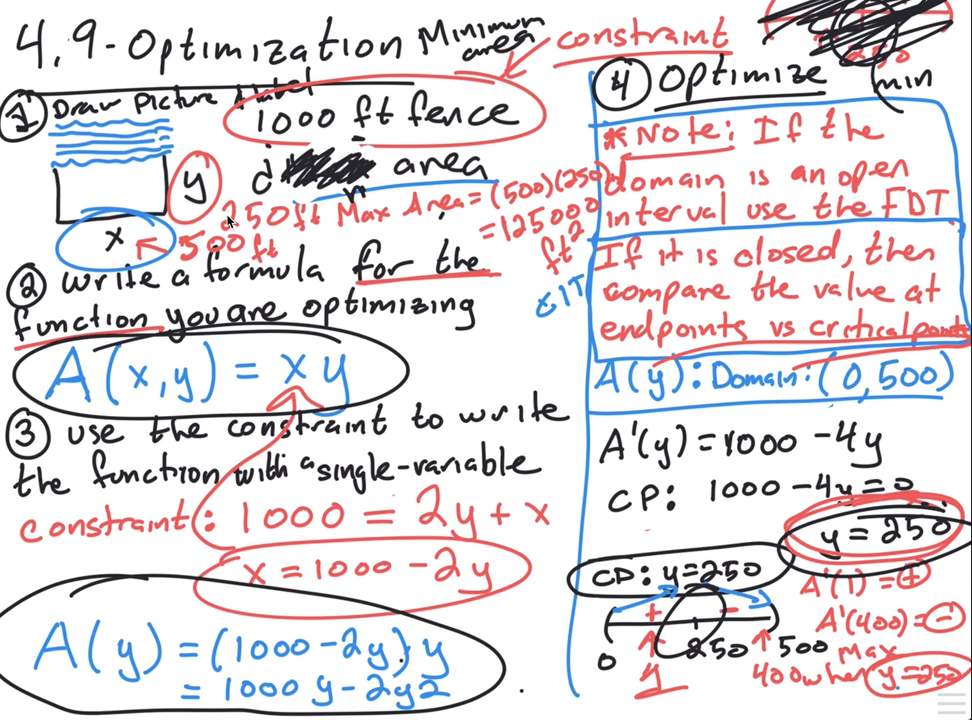 4.9 - Optimization Minimum
area
constraint
① Draw Picture & label
1000 ft fence
area
y
x
250ft Max Area = (500)(250)
500ft
= 125000
ft²
② Write a formula for the
function you are optimizing
A(x,y) = xy
③ use the constraint to write
the function with a single-variable
constraint: 1000 = 2y + x
x = 1000 - 2y
A(y) = (1000 - 2y) y
= 1000 y - 2y2
④ Optimize
min
*Note: If the
domain is an open
interval use the FDT
If it is closed, then
compare the value at
endpoints vs critical points
A(y): Domain: (0,500)
A'(y) = 1000 - 4y
CP: 1000 - 4y = 0
y = 250
CP: y = 250
A'(1) = +
A'(400) = -
+ -
0 250 500
1 400
Max
when y = 250